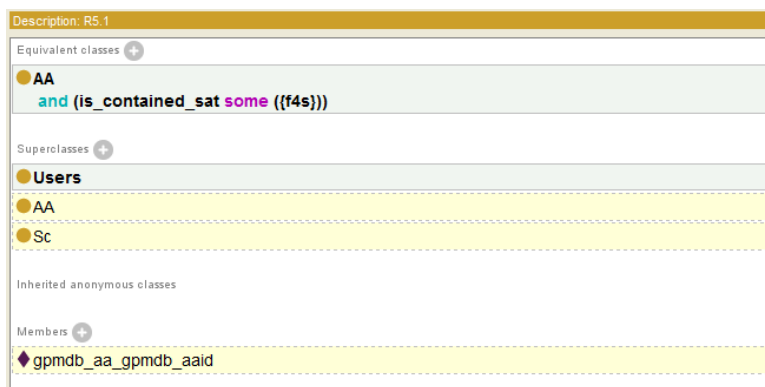 Description: R5.1
Equivalent classes
AA
and (is_contained_sat some ({f4s}))
Superclasses
Users
AA
Sc
Inherited anonymous classes
Members
gpmdb_aa_gpmdb_aaid